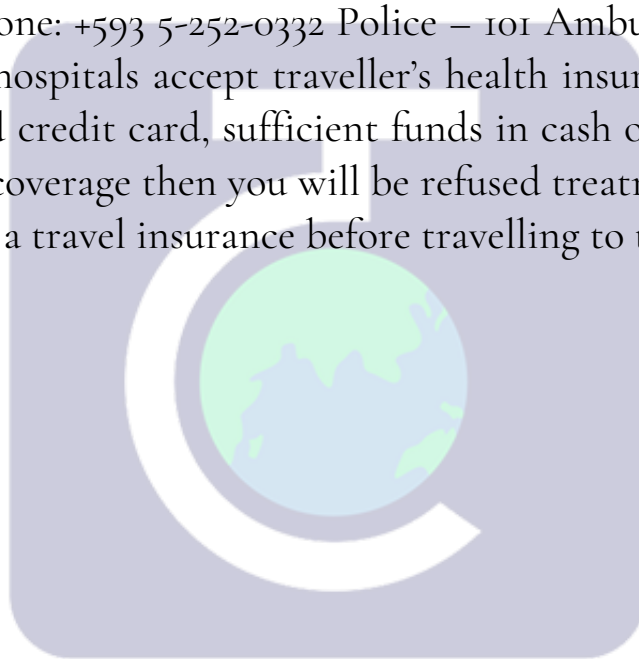 one: +593 5-252-0332 Police – 101 Ambu
hospitals accept traveller’s health insur
d credit card, sufficient funds in cash o
coverage then you will be refused treatm
a travel insurance before travelling to t